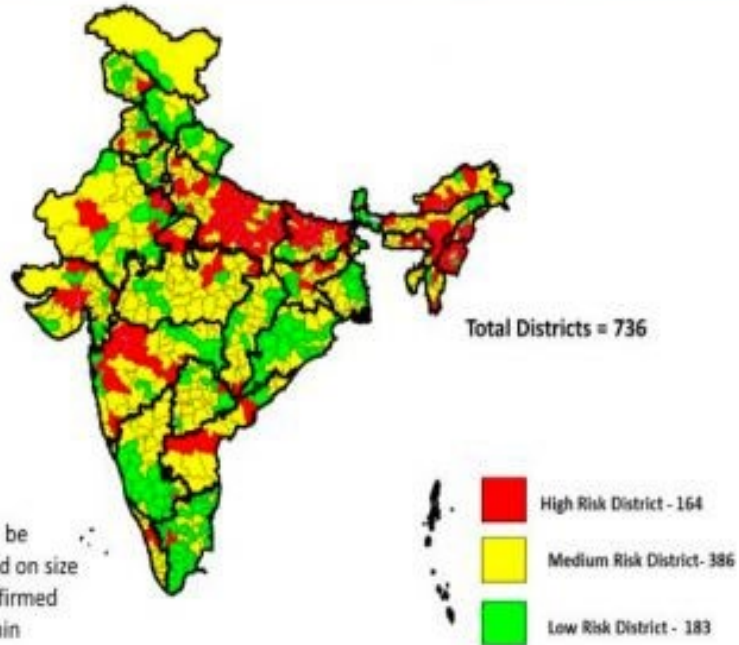 Total Districts = 736
High Risk District - 164
be
d on size
Medium Risk District- 386
firmed
Low Risk District - 183